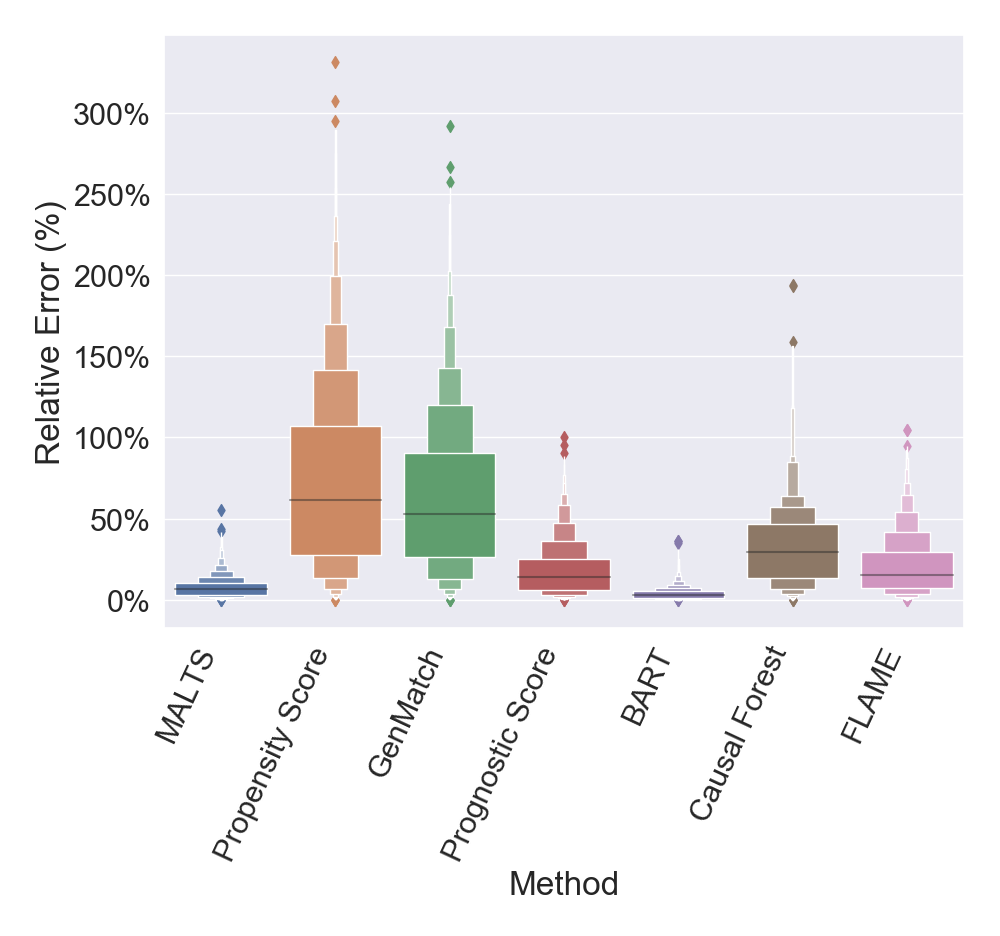 300%
250%
200%
150%
100%
50%
0%
Relative Error (%)
MALTS
Propensity Score
GenMatch
Prognostic Score
BART
Causal Forest
FLAME
Method